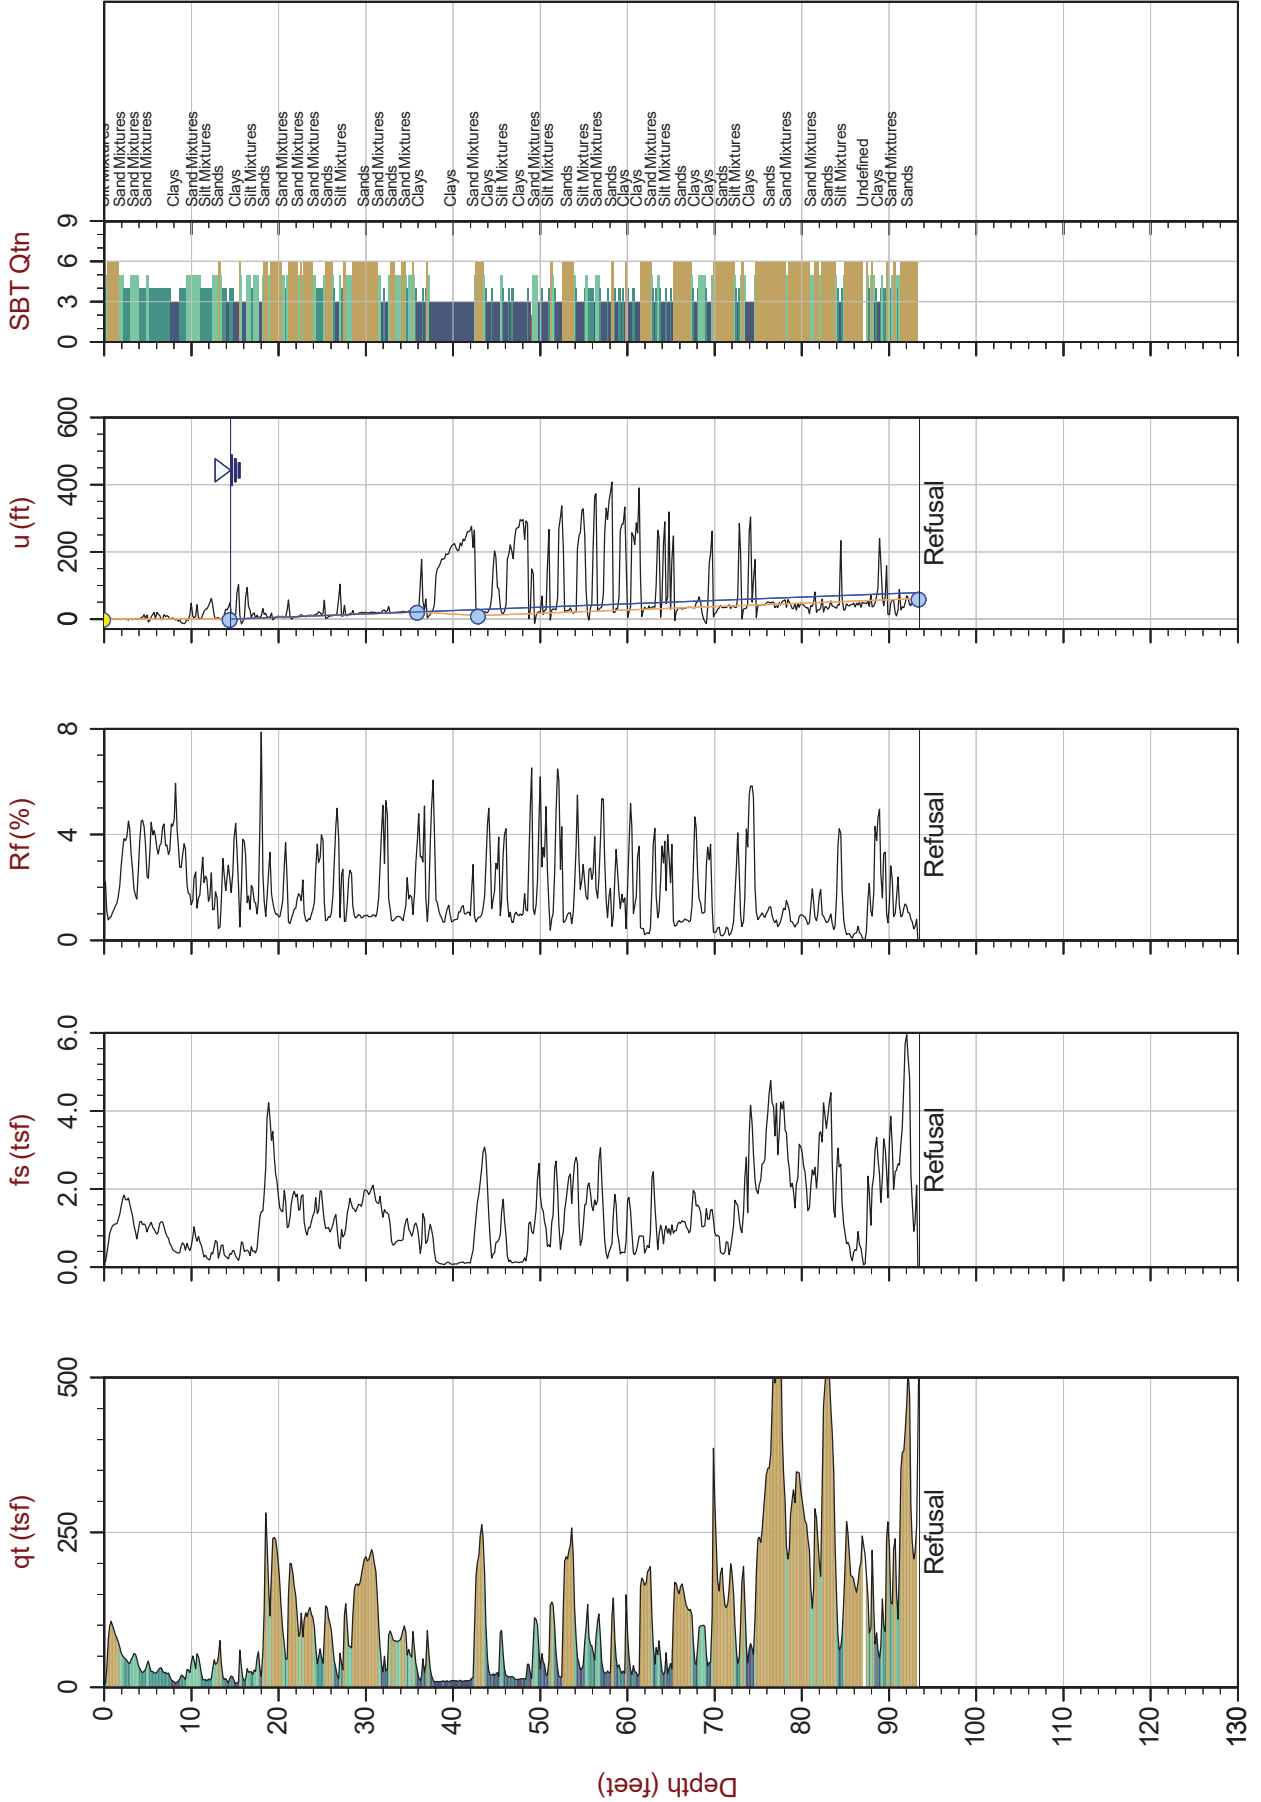 qt (tsf)
0 250 500
fs (tsf)
0.0 2.0 4.0 6.0
Rf (%)
0 4 8
u (ft)
0 200 400 600
SBT Qtn
0 3 6 9
Depth (feet)
0
10
20
30
40
50
60
70
80
90
100
110
120
130
Refusal
Refusal
Refusal
Refusal
Silt Mixtures
Sand Mixtures
Sand Mixtures
Sand Mixtures
Clays
Sand Mixtures
Silt Mixtures
Sands
Clays
Silt Mixtures
Sands
Sand Mixtures
Sand Mixtures
Sand Mixtures
Sands
Silt Mixtures
Sands
Sand Mixtures
Sands
Sand Mixtures
Clays
Clays
Sand Mixtures
Clays
Silt Mixtures
Clays
Sand Mixtures
Silt Mixtures
Sands
Silt Mixtures
Sand Mixtures
Sands
Clays
Clays
Sand Mixtures
Silt Mixtures
Sands
Clays
Clays
Sands
Silt Mixtures
Clays
Sands
Sand Mixtures
Sand Mixtures
Sands
Silt Mixtures
Undefined
Clays
Sand Mixtures
Sands